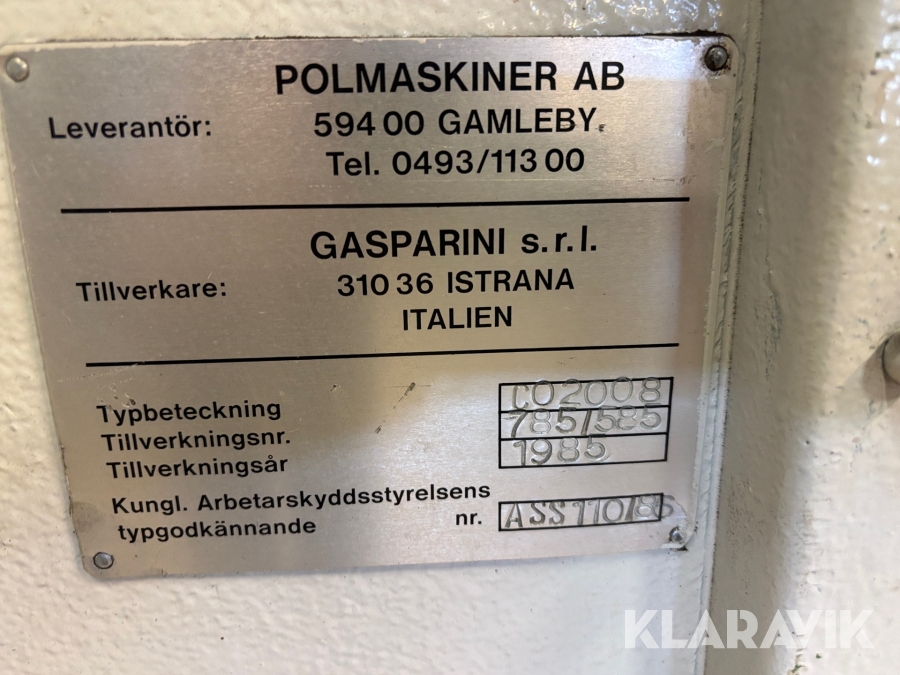 POLMASKINER AB
Leverantör: 594 00 GAMLEBY
Tel. 0493/113 00
GASPARINI s.r.l.
Tillverkare: 310 36 ISTRANA
ITALIEN
Typbeteckning CO2008
Tillverkningsnr. 785/585
Tillverkningsår 1985
Kungl. Arbetarskyddsstyrelsens
typgodkännande nr.
KLARAVIK